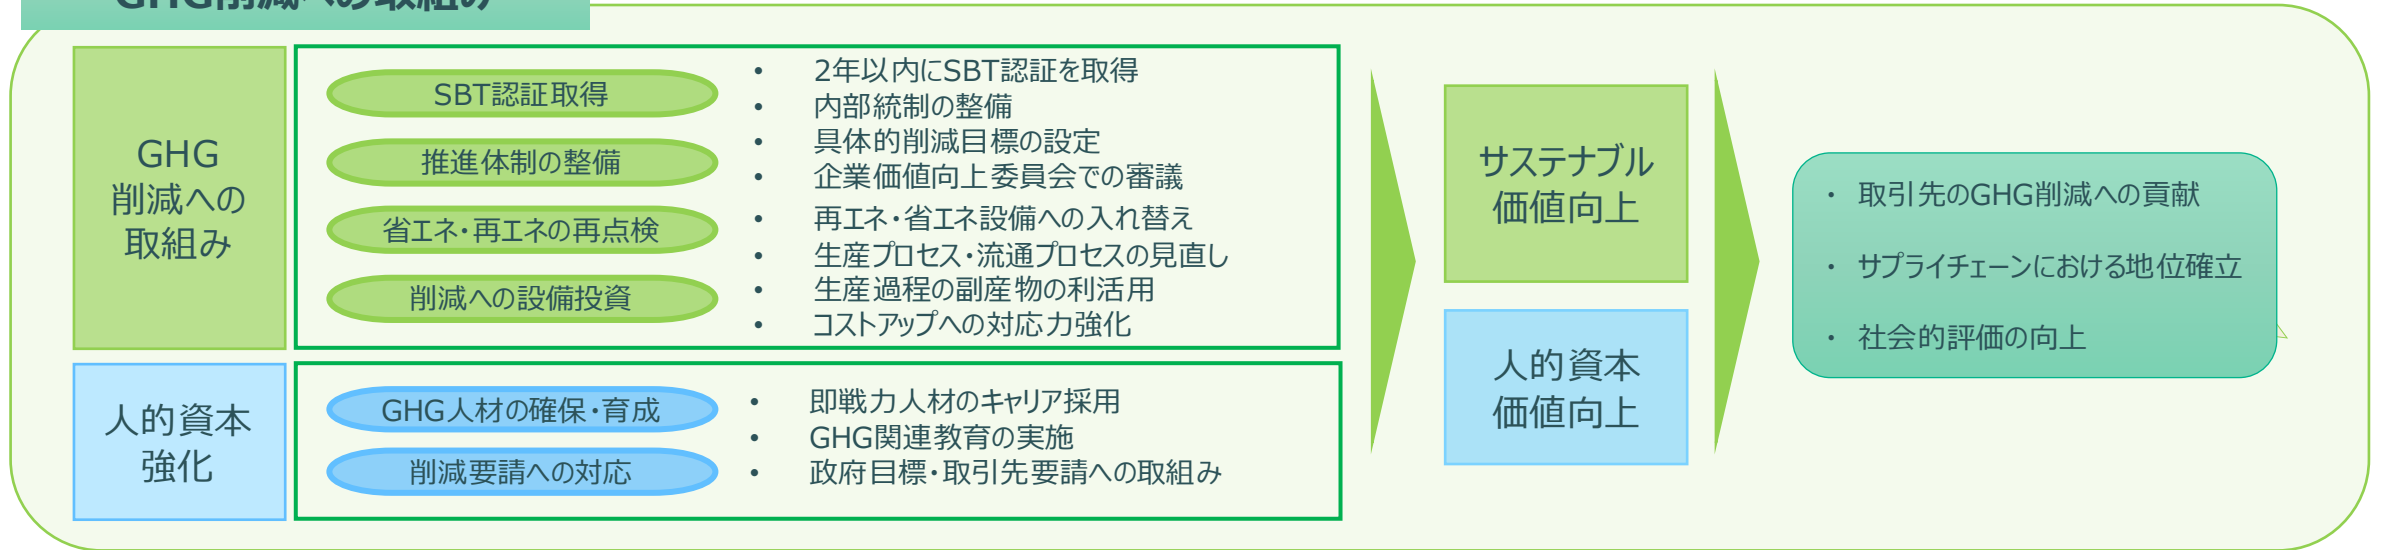 GHG削減への取組み
GHG
削減への
取組み
SBT認証取得
推進体制の整備
省エネ・再エネの再点検
削減への設備投資
• 2年以内にSBT認証を取得
• 内部統制の整備
• 具体的削減目標の設定
• 企業価値向上委員会での審議
• 再エネ・省エネ設備への入れ替え
• 生産プロセス・流通プロセスの見直し
• 生産過程の副産物の利活用
• コストアップへの対応力強化
人的資本
強化
GHG人材の確保・育成
削減要請への対応
• 即戦力人材のキャリア採用
• GHG関連教育の実施
• 政府目標・取引先要請への取組み
サステナブル
価値向上
人的資本
価値向上
・ 取引先のGHG削減への貢献
・ サプライチェーンにおける地位確立
・ 社会的評価の向上